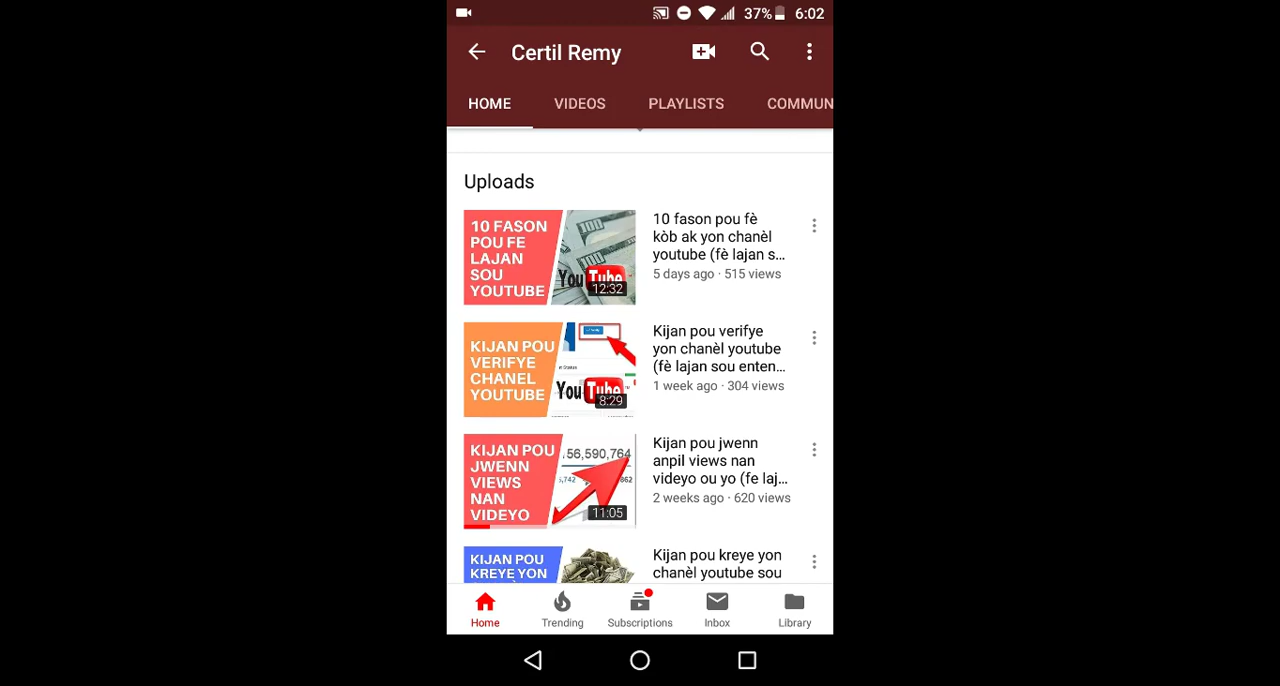 37% 6:02
Certil Remy
HOME VIDEOS PLAYLISTS COMMUN
Uploads
10 FASON
POU FE
LAJAN
SOU
YOUTUBE
YouTube
12:32
10 fason pou fè
kòb ak yon chanèl
youtube (fè lajan s...
5 days ago · 515 views
KIJAN POU
VERIFYE
CHANEL
YOUTUBE
YouTube
8:29
Kijan pou verifye
yon chanèl youtube
(fè lajan sou enten...
1 week ago · 304 views
KIJAN POU
JWENN
VIEWS
NAN
VIDEYO
56,590,764
5,742
862
11:05
Kijan pou jwenn
anpil views nan
videyo ou yo (fe laj...
2 weeks ago · 620 views
KIJAN POU
KREYE YON
Kijan pou kreye yon
chanèl youtube sou
Home Trending Subscriptions Inbox Library